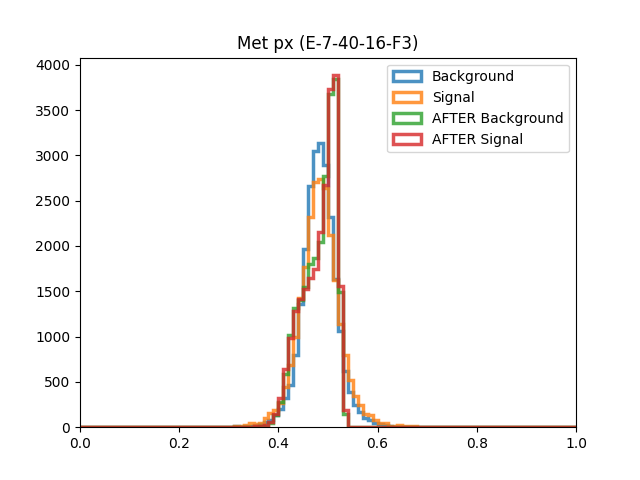 Met px (E-7-40-16-F3)
Background
Signal
AFTER Background
AFTER Signal
4000
3500
3000
2500
2000
1500
1000
500
0
0.0 0.2 0.4 0.6 0.8 1.0